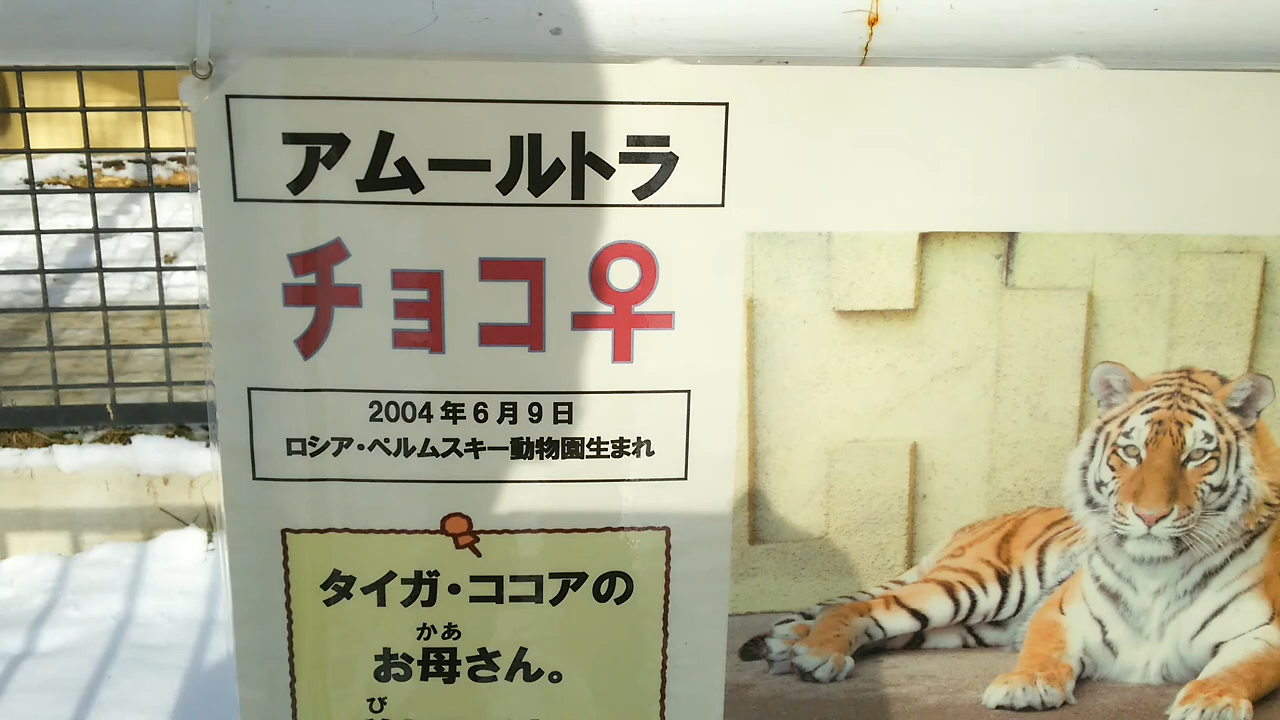 アムールトラ
チョコ♀
2004年6月9日
ロシア・ペルムスキー動物園生まれ
タイガ・ココアの
かあ
お母さん。
び